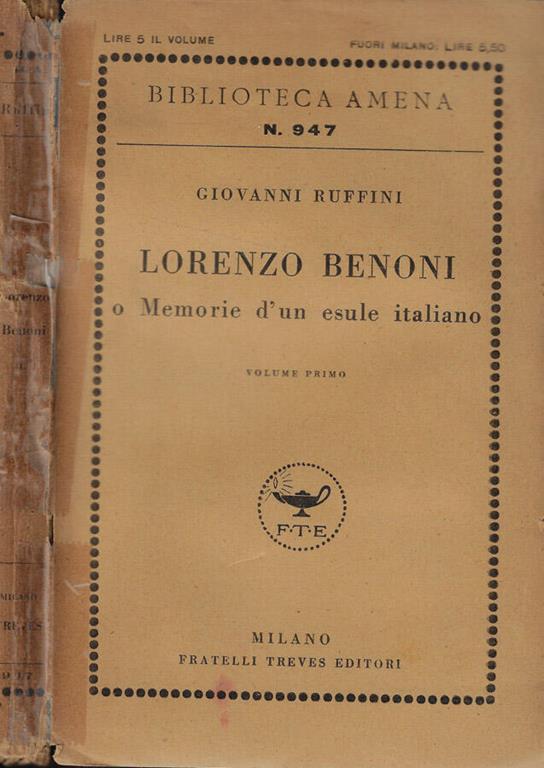 LIRE 5 IL VOLUME
FUORI MILANO: LIRE 5,50
BIBLIOTECA AMENA
N. 947
GIOVANNI RUFFINI
LORENZO BENONI
o Memorie d'un esule italiano
VOLUME PRIMO
F·T·E
MILANO
FRATELLI TREVES EDITORI
Benoni